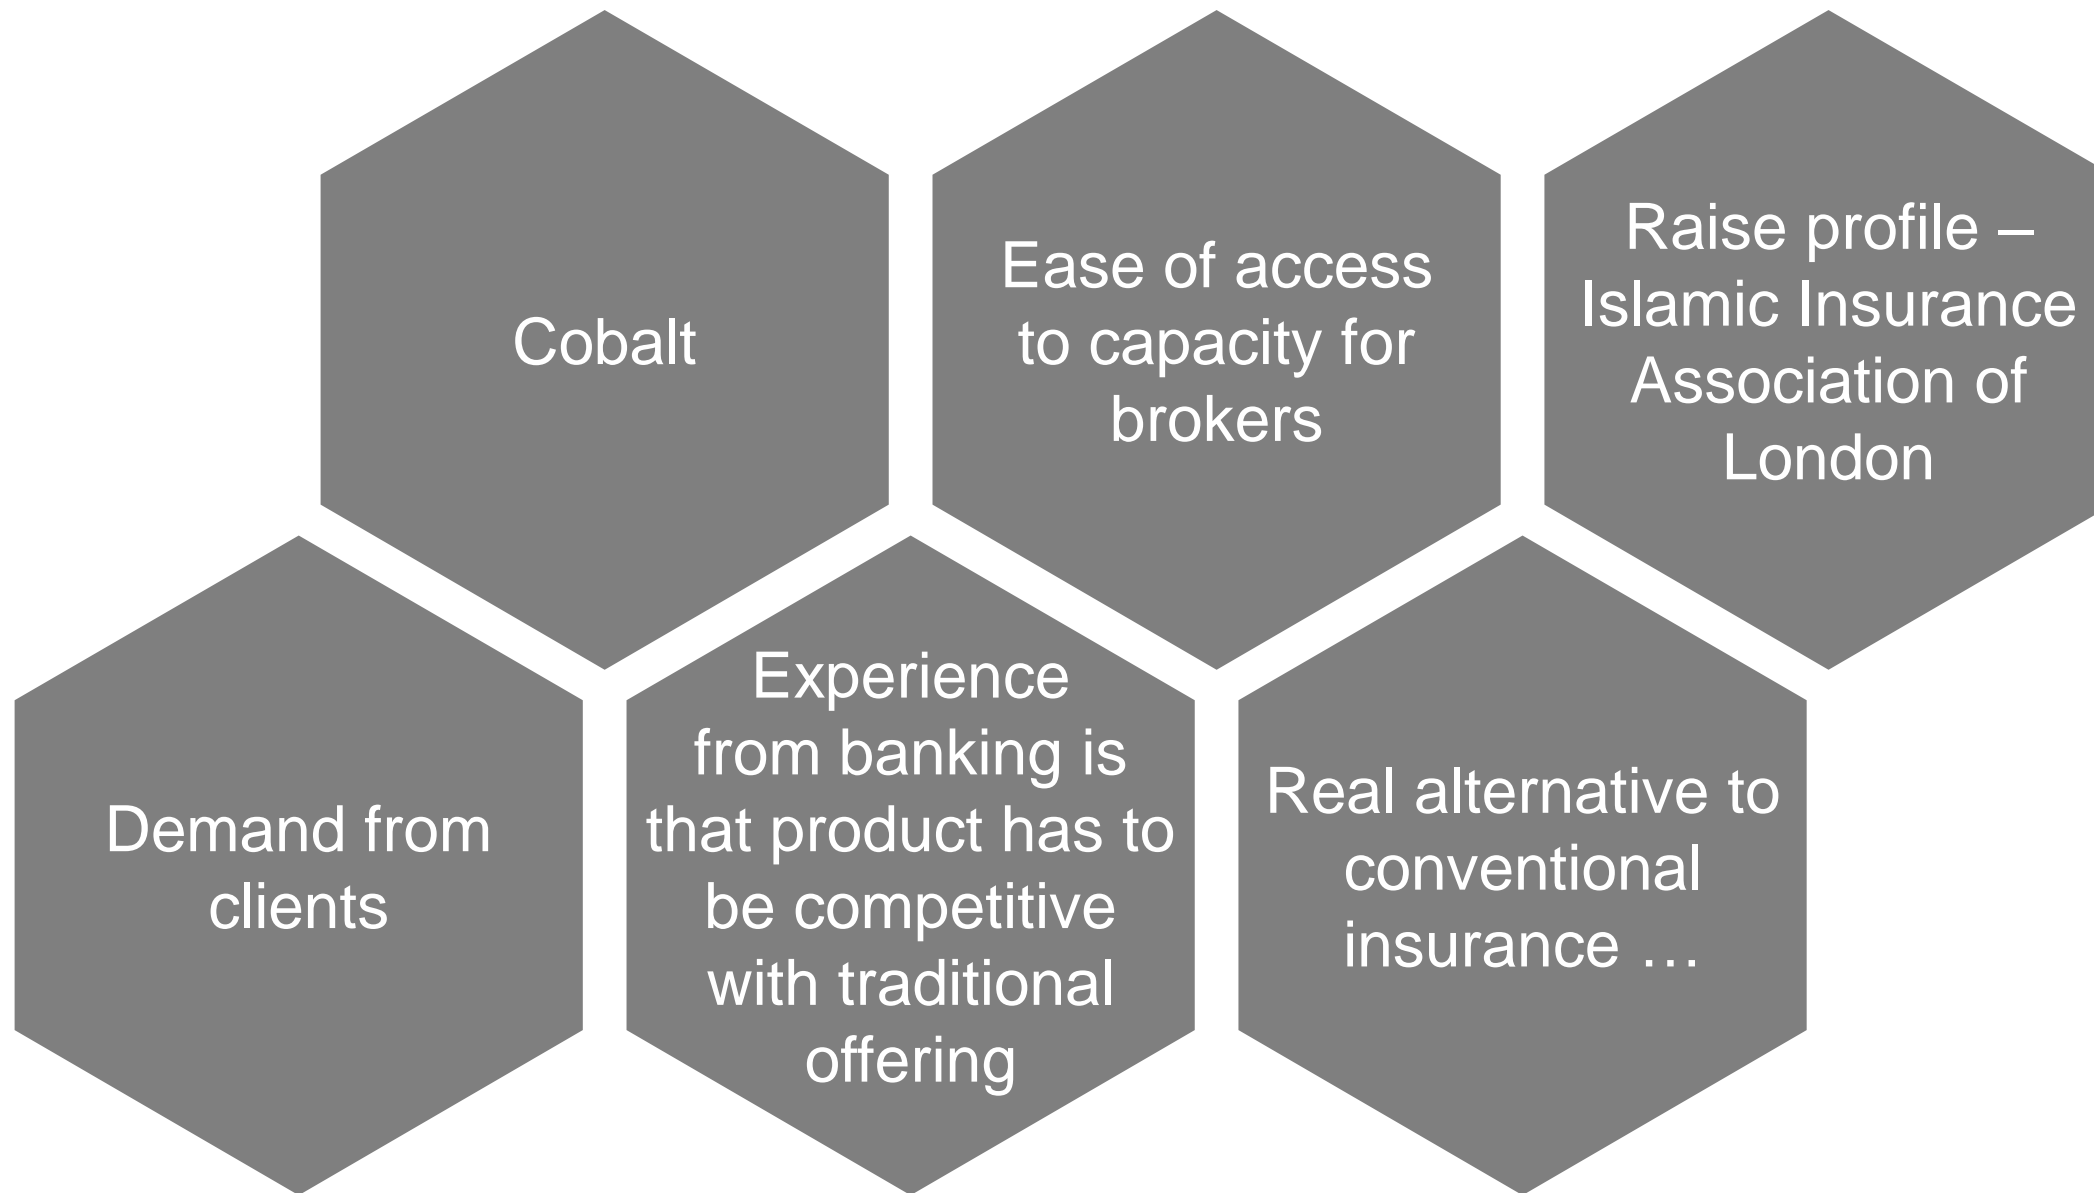 Cobalt
Ease of access
to capacity for
brokers
Raise profile –
Islamic Insurance
Association of
London
Demand from
clients
Experience
from banking is
that product has to
be competitive
with traditional
offering
Real alternative to
conventional
insurance …